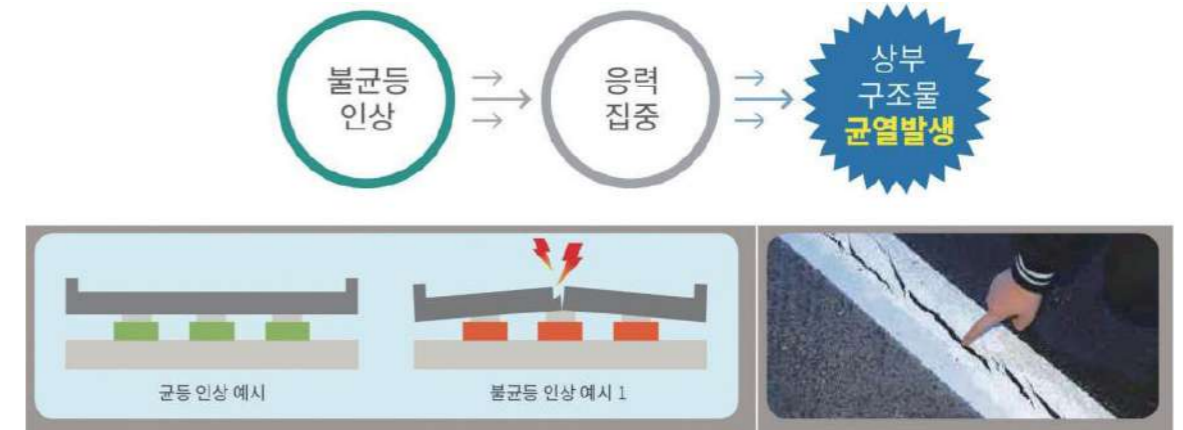 불균등
인상
응력
집중
상부
구조물
균열발생
균등 인상 예시
불균등 인상 예시 1